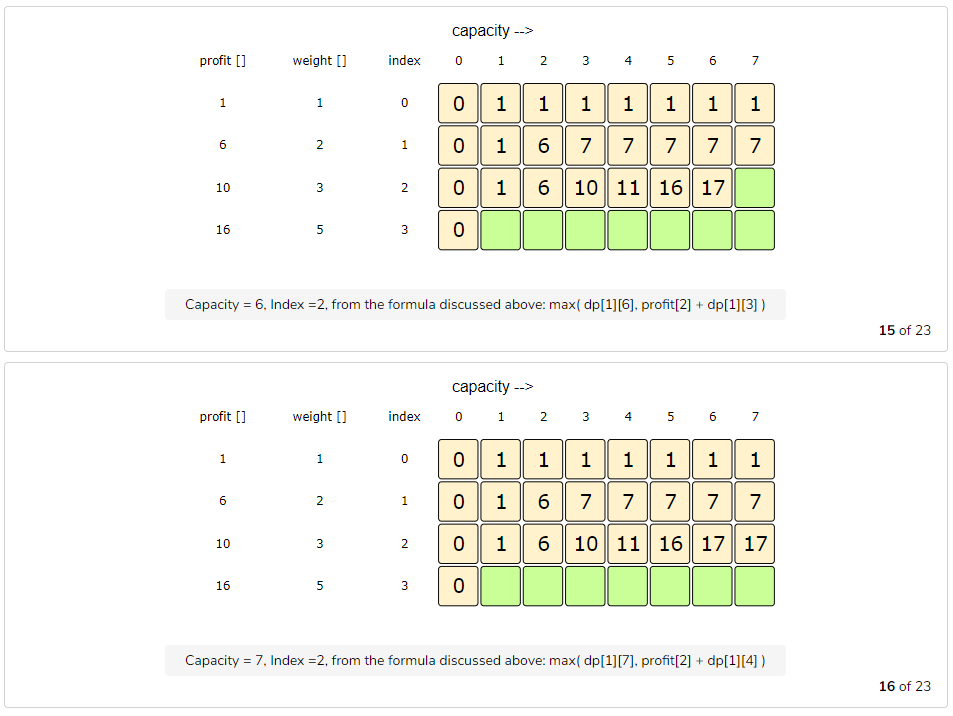 capacity -->
profit [] weight [] index 0 1 2 3 4 5 6 7
1 1 0 0 1 1 1 1 1 1 1
6 2 1 0 1 6 7 7 7 7 7
10 3 2 0 1 6 10 11 16 17
16 5 3 0
Capacity = 6, Index =2, from the formula discussed above: max( dp[1][6], profit[2] + dp[1][3] )
15 of 23
capacity -->
profit [] weight [] index 0 1 2 3 4 5 6 7
1 1 0 0 1 1 1 1 1 1 1
6 2 1 0 1 6 7 7 7 7 7
10 3 2 0 1 6 10 11 16 17 17
16 5 3 0
Capacity = 7, Index =2, from the formula discussed above: max( dp[1][7], profit[2] + dp[1][4] )
16 of 23